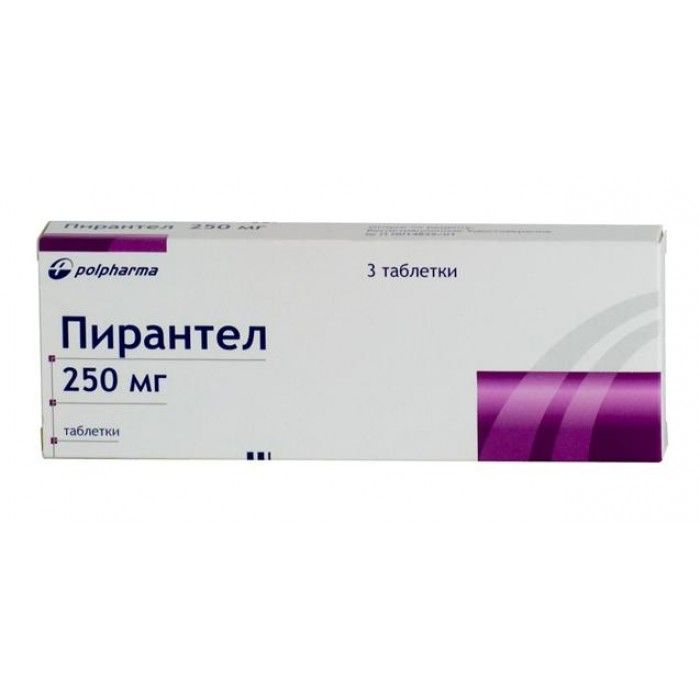 Пирантел 250 мг
polpharma
3 таблетки
Пирантел
250 мг
таблетки